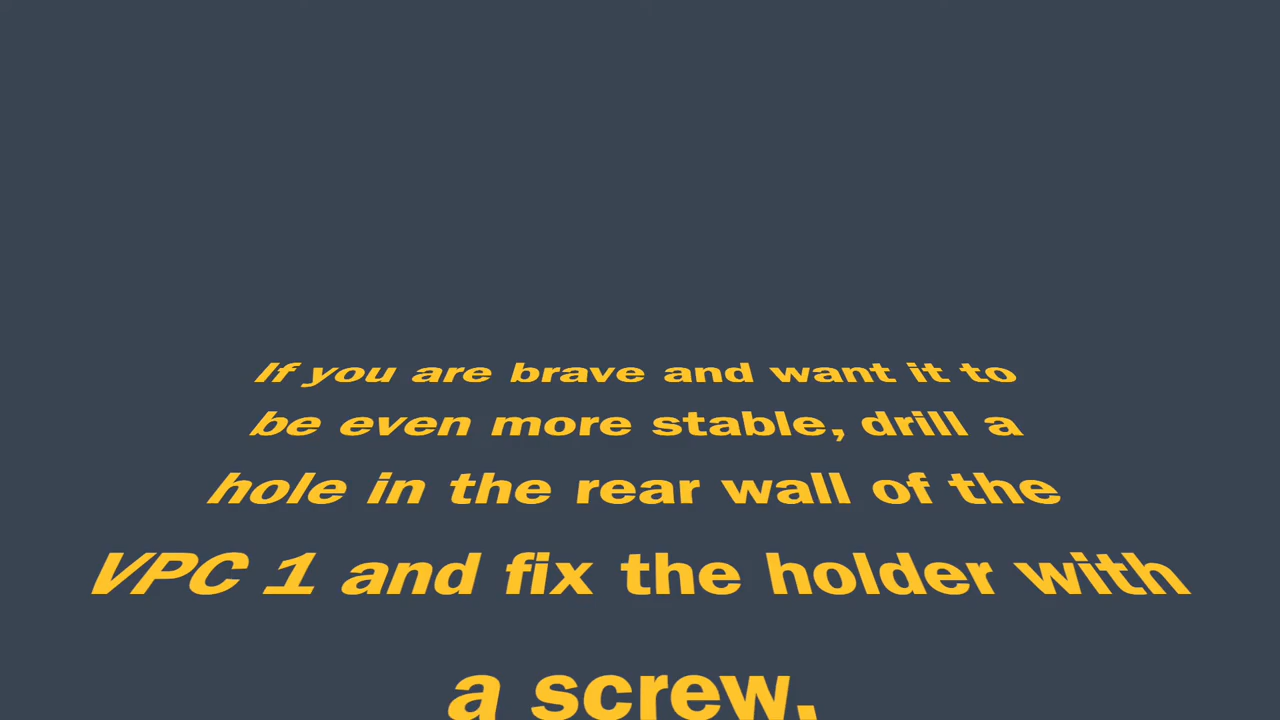 If you are brave and want it to
be even more stable, drill a
hole in the rear wall of the
VPC 1 and fix the holder with
a screw.